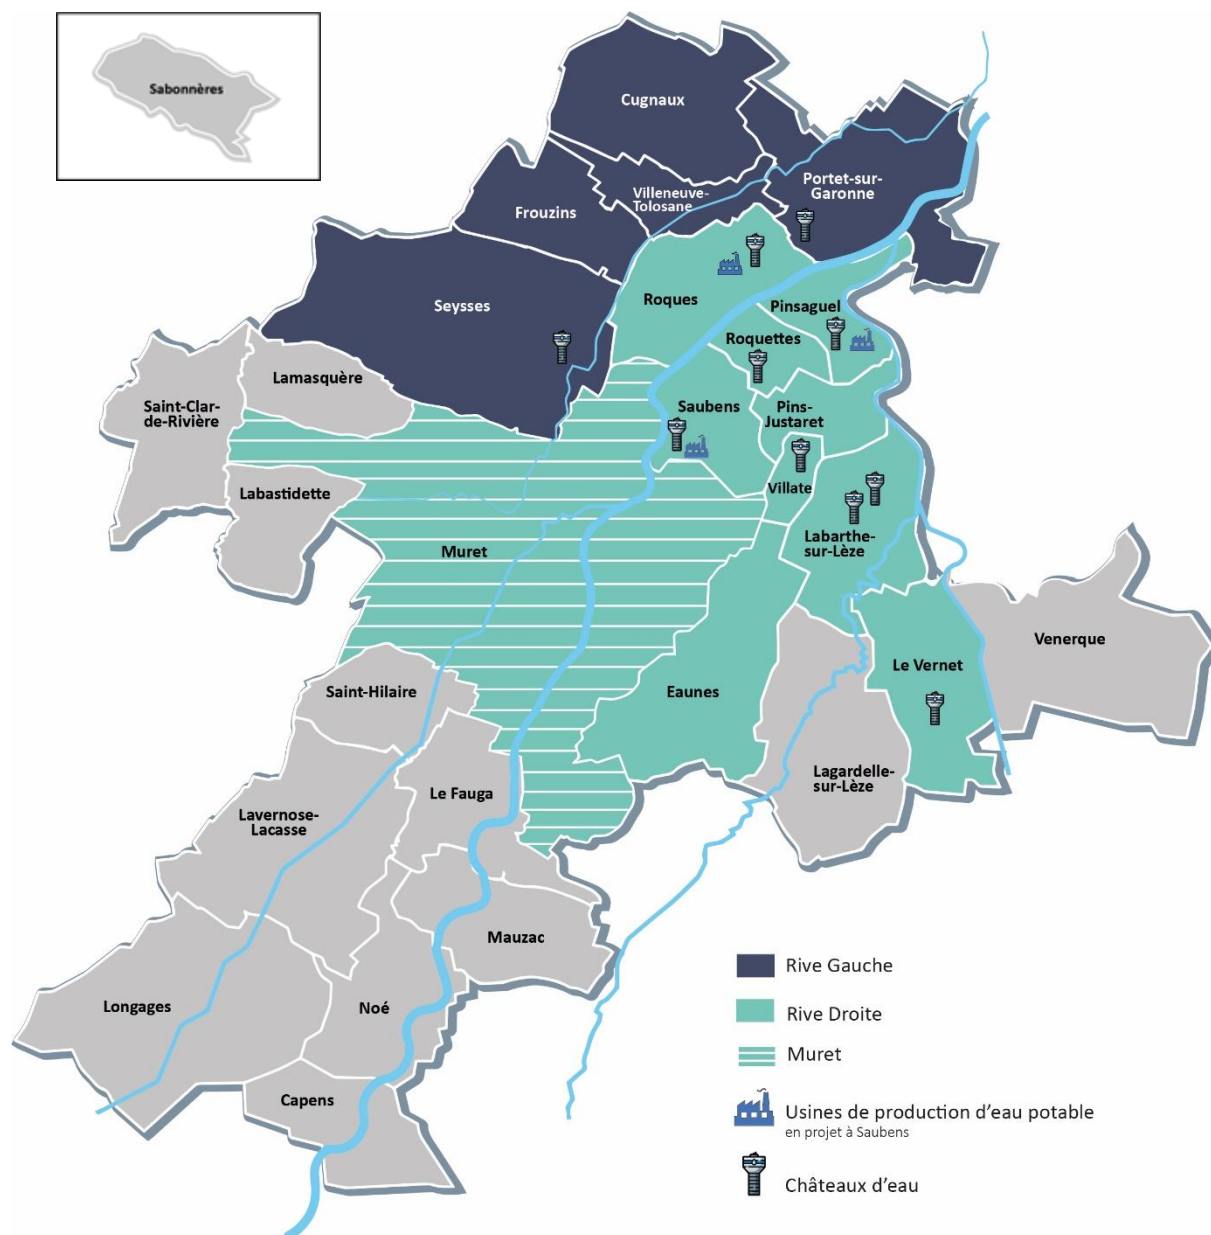 Sabonnères
Cugnaux
Portet-sur-
Garonne
Villeneuve-
Tolosane
Frouzins
Seysses
Roques
Pinsaguel
Roquettes
Lamasquère
Saint-Clar-
de-Rivière
Saubens
Pins-
Justaret
Villate
Labastidette
Muret
Labarthe-
sur-Lèze
Venerque
Le Vernet
Saint-Hilaire
Eaunes
Lagardelle-
sur-Lèze
Le Fauga
Lavernose-
Lacasse
Mauzac
Longages
Noé
Capens
Rive Gauche
Rive Droite
Muret
Usines de production d'eau potable
en projet à Saubens
Châteaux d'eau